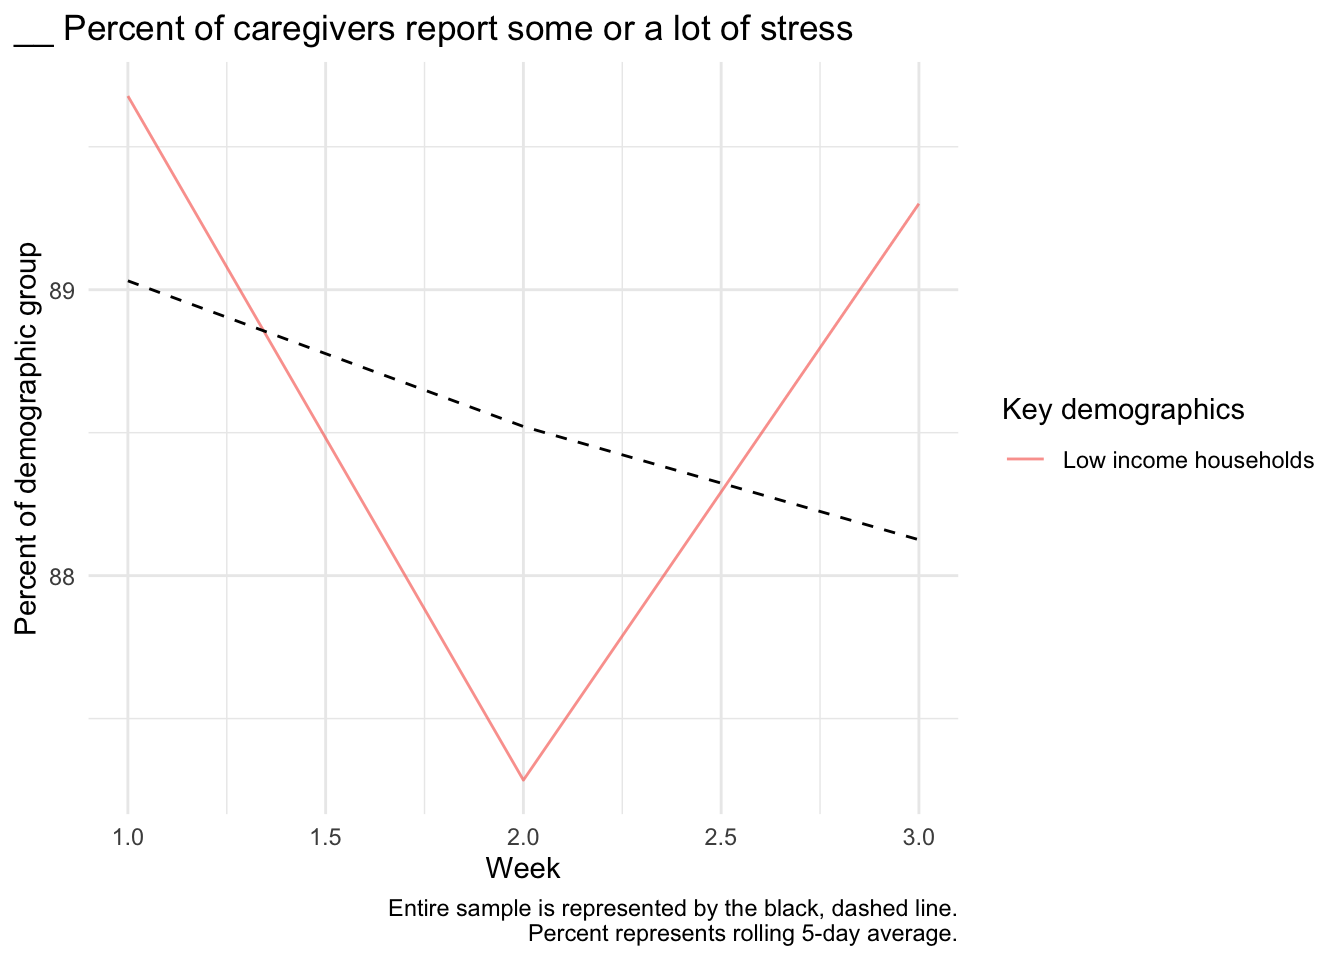 __ Percent of caregivers report some or a lot of stress
Percent of demographic group
89
88
1.0 1.5 2.0 2.5 3.0
Week
Key demographics
Low income households
Entire sample is represented by the black, dashed line.
Percent represents rolling 5-day average.